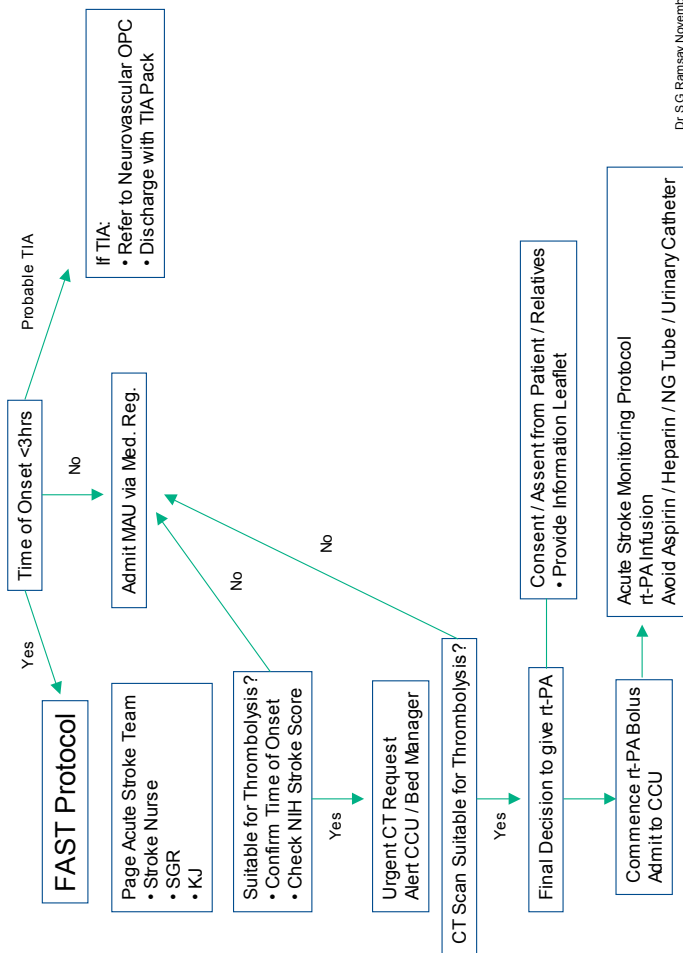 Time of Onset <3hrs
Yes
No
Probable TIA
FAST Protocol
Admit MAU via Med. Reg.
If TIA:
• Refer to Neurovascular OPC
• Discharge with TIA Pack
Page Acute Stroke Team
• Stroke Nurse
• SGR
• KJ
Suitable for Thrombolysis?
• Confirm Time of Onset
• Check NIH Stroke Score
No
Yes
Urgent CT Request
Alert CCU / Bed Manager
No
CT Scan Suitable for Thrombolysis?
Yes
Final Decision to give rt-PA
Consent / Assent from Patient / Relatives
• Provide Information Leaflet
Commence rt-PA Bolus
Admit to CCU
Acute Stroke Monitoring Protocol
rt-PA Infusion
Avoid Aspirin / Heparin / NG Tube / Urinary Catheter
Dr S G Ramsay